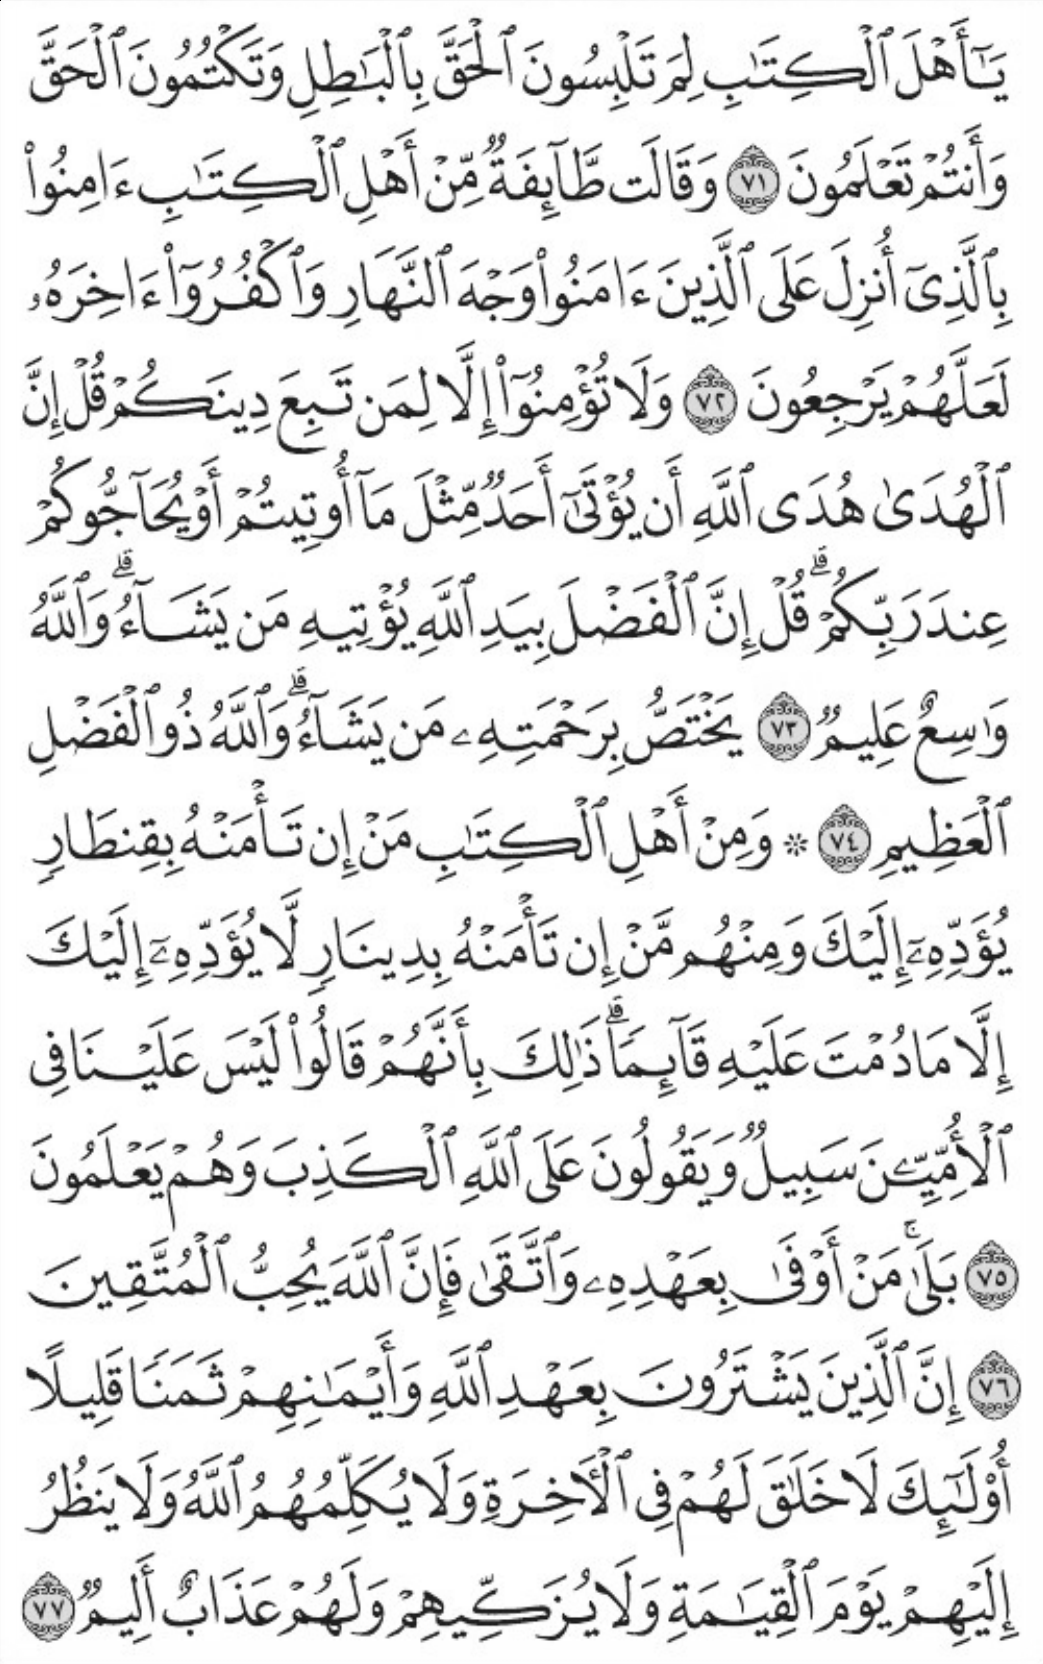 يَـٰٓأَهۡلَ ٱلۡكِتَـٰبِ لِمَ تَلۡبِسُونَ ٱلۡحَقَّ بِٱلۡبَـٰطِلِ وَتَكۡتُمُونَ ٱلۡحَقَّ
وَأَنتُمۡ تَعۡلَمُونَ ٧١ وَقَالَت طَّآئِفَةٌ مِّنۡ أَهۡلِ ٱلۡكِتَـٰبِ ءَامِنُواْ
بِٱلَّذِىٓ أُنزِلَ عَلَى ٱلَّذِينَ ءَامَنُواْ وَجۡهَ ٱلنَّهَارِ وَٱكۡفُرُوٓاْ ءَاخِرَهُۥ
لَعَلَّهُمۡ يَرۡجِعُونَ ٧٢ وَلَا تُؤۡمِنُوٓاْ إِلَّا لِمَن تَبِعَ دِينَكُمۡ قُلۡ إِنَّ
ٱلۡهُدَىٰ هُدَى ٱللَّهِ أَن يُؤۡتَىٰٓ أَحَدٌ مِّثۡلَ مَآ أُوتِيتُمۡ أَوۡ يُحَآجُّوكُمۡ
عِندَ رَبِّكُمۡۗ قُلۡ إِنَّ ٱلۡفَضۡلَ بِيَدِ ٱللَّهِ يُؤۡتِيهِ مَن يَشَآءُۗ وَٱللَّهُ
وَٰسِعٌ عَلِيمٌ ٧٣ يَخۡتَصُّ بِرَحۡمَتِهِۦ مَن يَشَآءُۗ وَٱللَّهُ ذُو ٱلۡفَضۡلِ
ٱلۡعَظِيمِ ٧٤ ۞ وَمِنۡ أَهۡلِ ٱلۡكِتَـٰبِ مَنۡ إِن تَأۡمَنۡهُ بِقِنطَارٍ
يُؤَدِّهِۦٓ إِلَيۡكَ وَمِنۡهُم مَّنۡ إِن تَأۡمَنۡهُ بِدِينَارٍ لَّا يُؤَدِّهِۦٓ إِلَيۡكَ
إِلَّا مَا دُمۡتَ عَلَيۡهِ قَآئِمًاۗ ذَٰلِكَ بِأَنَّهُمۡ قَالُواْ لَيۡسَ عَلَيۡنَا فِى
ٱلۡأُمِّيِّـۧنَ سَبِيلٌ وَيَقُولُونَ عَلَى ٱللَّهِ ٱلۡكَذِبَ وَهُمۡ يَعۡلَمُونَ
٧٥ بَلَىٰۚ مَنۡ أَوۡفَىٰ بِعَهۡدِهِۦ وَٱتَّقَىٰ فَإِنَّ ٱللَّهَ يُحِبُّ ٱلۡمُتَّقِينَ
٧٦ إِنَّ ٱلَّذِينَ يَشۡتَرُونَ بِعَهۡدِ ٱللَّهِ وَأَيۡمَـٰنِهِمۡ ثَمَنًا قَلِيلًا
أُوْلَـٰٓئِكَ لَا خَلَـٰقَ لَهُمۡ فِى ٱلۡأَخِرَةِ وَلَا يُكَلِّمُهُمُ ٱللَّهُ وَلَا يَنظُرُ
إِلَيۡهِمۡ يَوۡمَ ٱلۡقِيَـٰمَةِ وَلَا يُزَكِّيهِمۡ وَلَهُمۡ عَذَابٌ أَلِيمٌ ٧٧